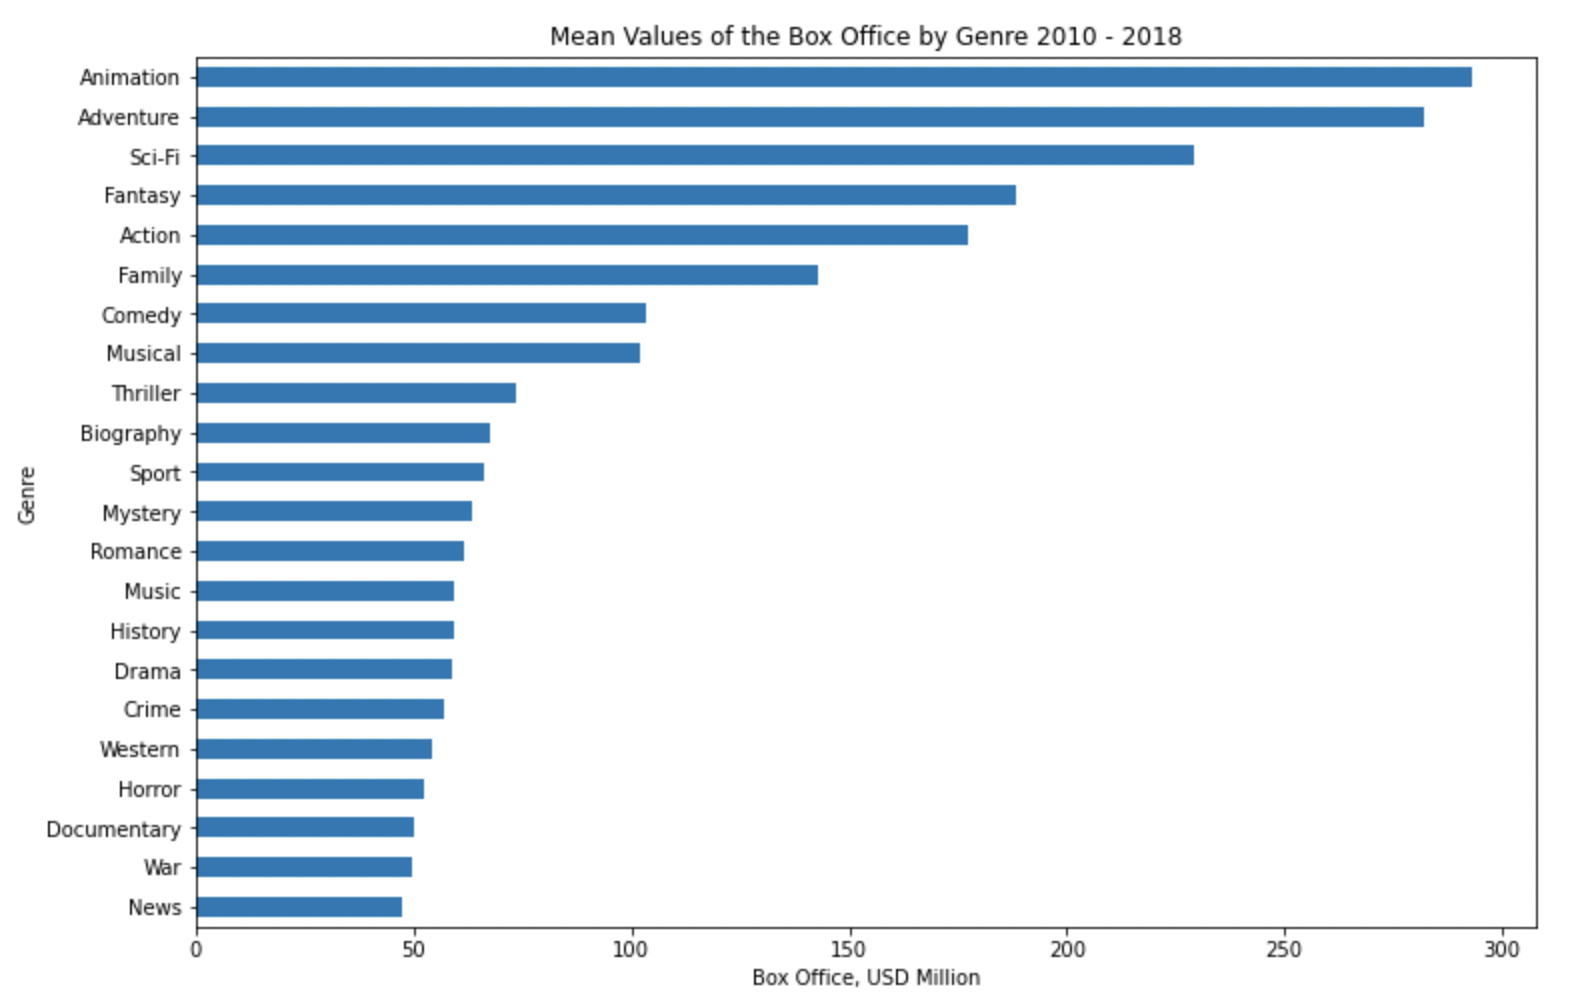 Mean Values of the Box Office by Genre 2010 - 2018
Animation
Adventure
Sci-Fi
Fantasy
Action
Family
Comedy
Musical
Thriller
Biography
Sport
Mystery
Romance
Music
History
Drama
Crime
Western
Horror
Documentary
War
News
Genre
0 50 100 150 200 250 300
Box Office, USD Million